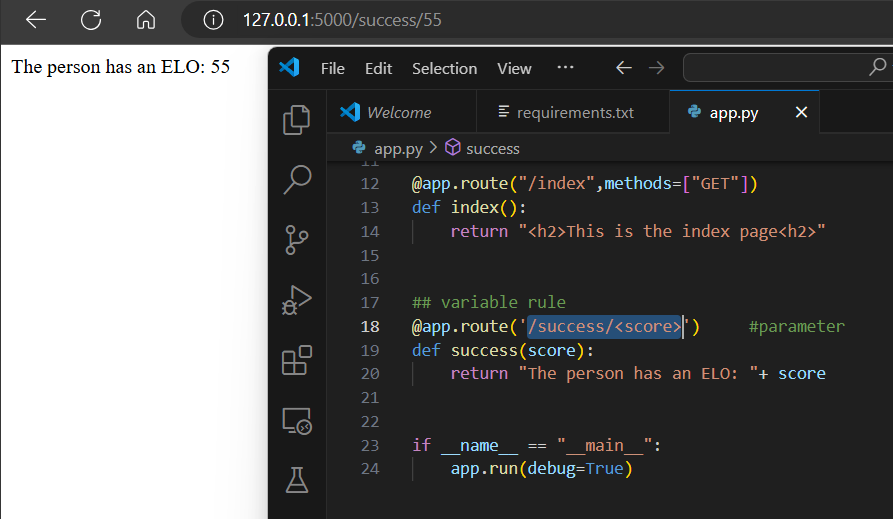 127.0.0.1:5000/success/55
The person has an ELO: 55
File Edit Selection View ···
Welcome requirements.txt app.py
app.py > success
11
12 @app.route("/index",methods=["GET"])
13 def index():
14 return "<h2>This is the index page<h2>"
15
16
17 ## variable rule
18 @app.route('/success/<score>') #parameter
19 def success(score):
20 return "The person has an ELO: "+ score
21
22
23 if __name__ == "__main__":
24 app.run(debug=True)